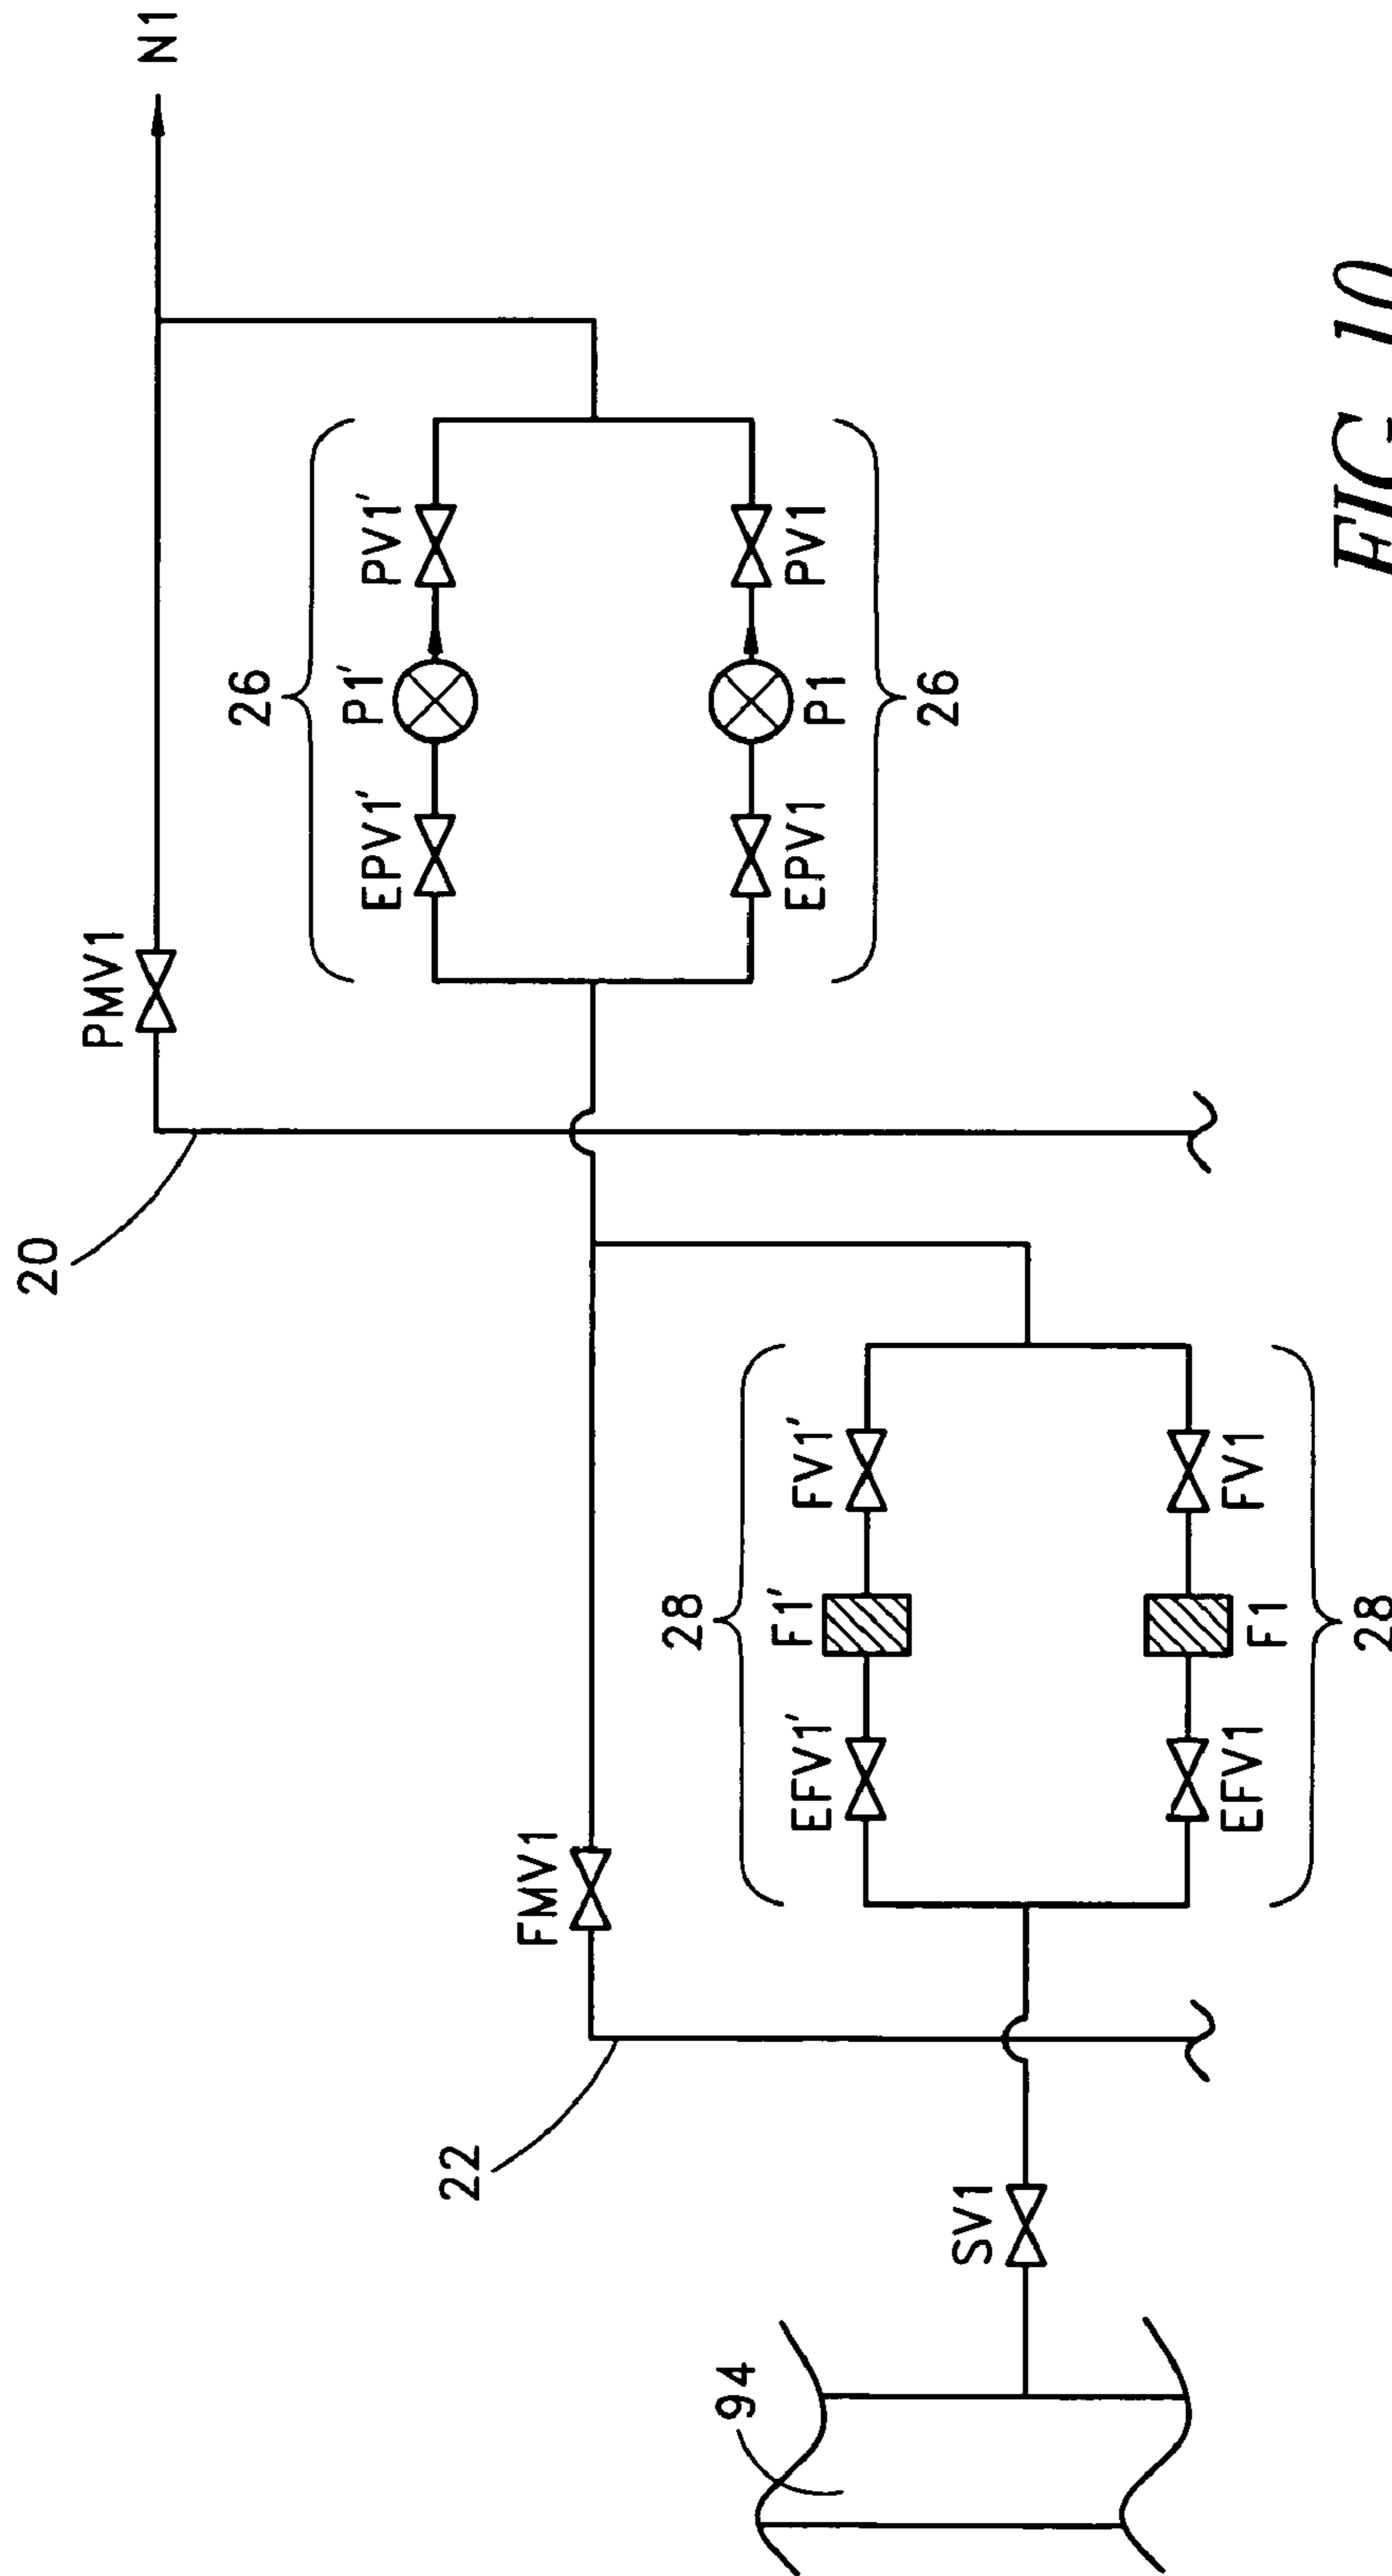 N1
PMV1
20
26
EPV1′
P1′
PV1′
EPV1
P1
PV1
26
FMV1
22
28
EFV1′
F1′
FV1′
EFV1
F1
FV1
28
SV1
94
FIG. 10